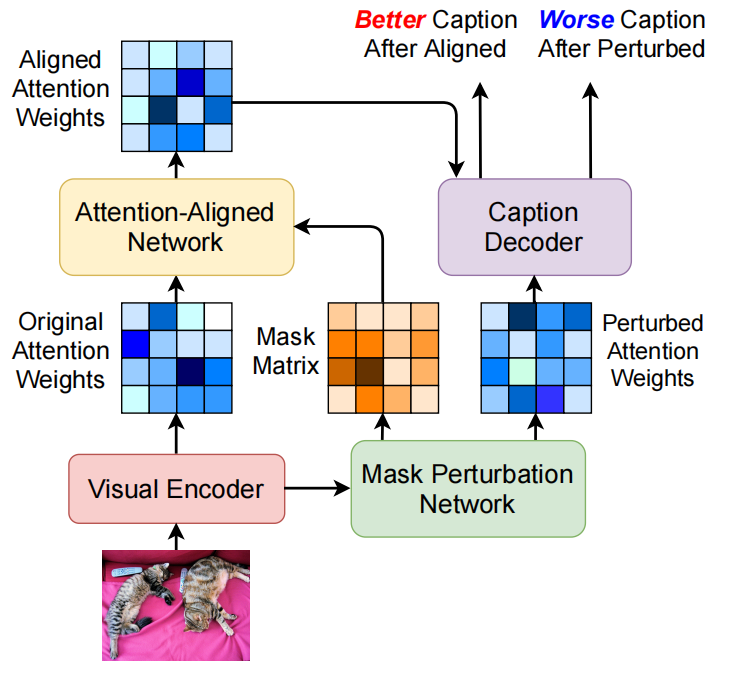 Better Caption
After Aligned
Worse Caption
After Perturbed
Aligned
Attention
Weights
Attention-Aligned
Network
Caption
Decoder
Original
Attention
Weights
Mask
Matrix
Perturbed
Attention
Weights
Visual Encoder
Mask Perturbation
Network